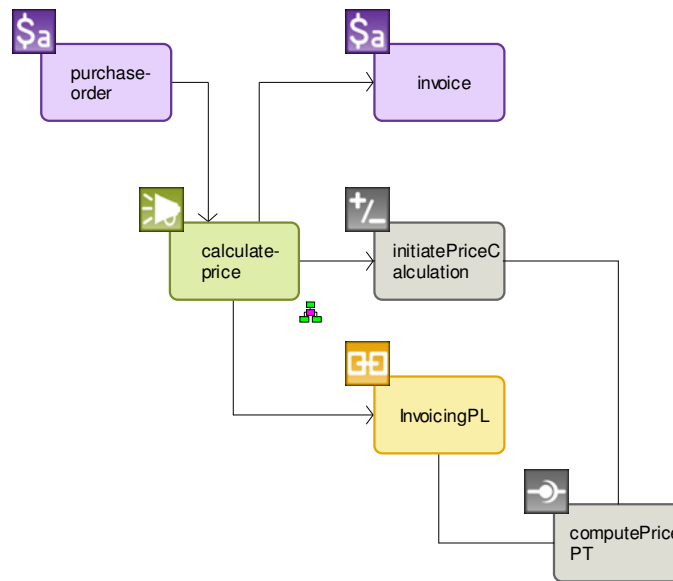 $a
$a
purchase-
order
invoice
calculate-
price
+/_
initiatePriceC
alculation
InvoicingPL
computePrice
PT